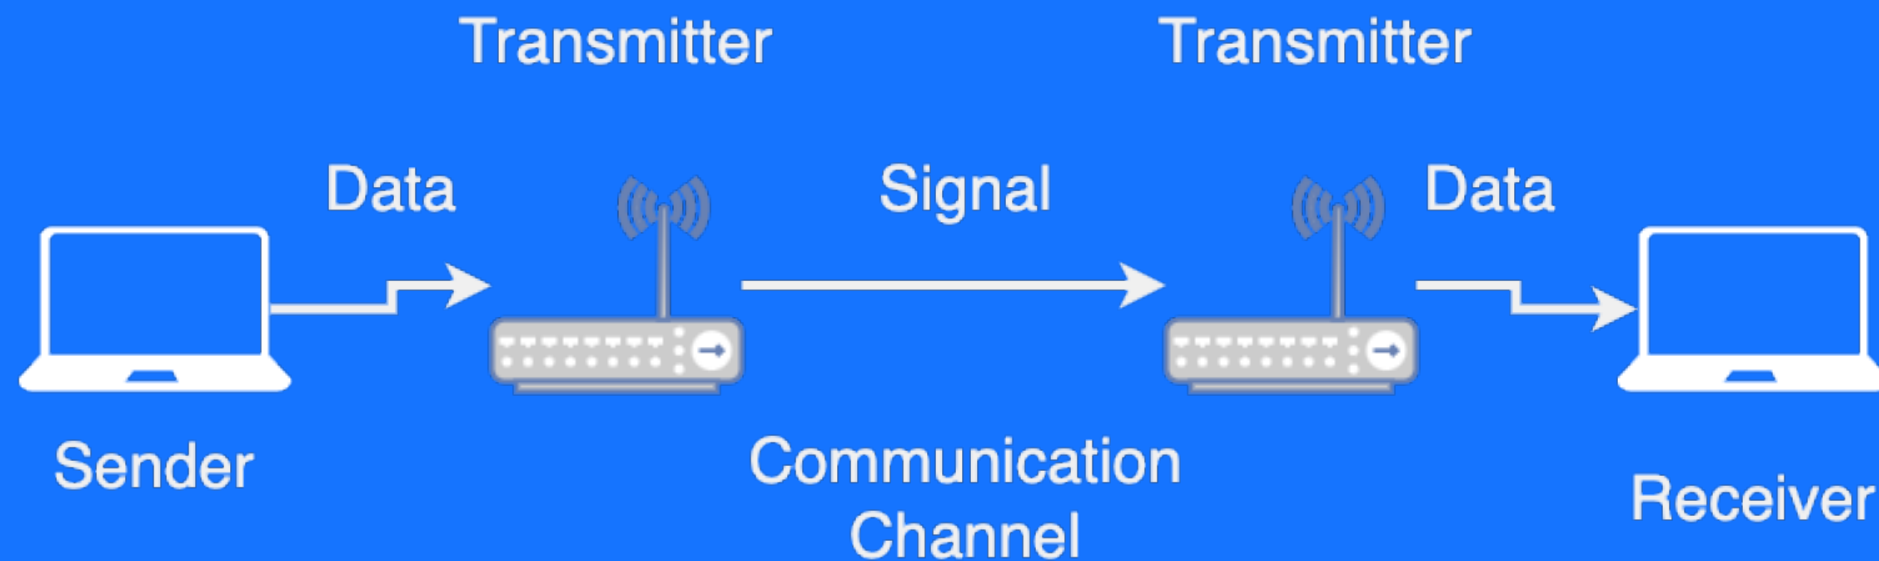 Transmitter
Transmitter
Data
Signal
Data
Sender
Communication
Channel
Receiver